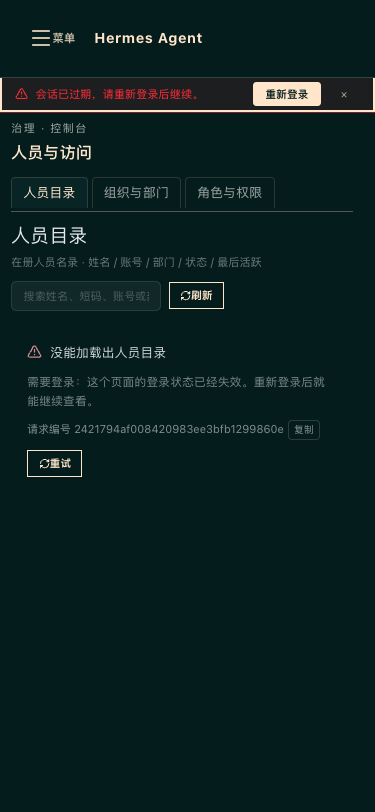 菜单
Hermes Agent
会话已过期，请重新登录后继续。
重新登录
×
治理 · 控制台
人员与访问
人员目录
组织与部门
角色与权限
人员目录
在册人员名录 · 姓名 / 账号 / 部门 / 状态 / 最后活跃
搜索姓名、短码、账号或
刷新
没能加载出人员目录
需要登录：这个页面的登录状态已经失效。重新登录后就
能继续查看。
请求编号 2421794af008420983ee3bfb1299860e
复制
重试